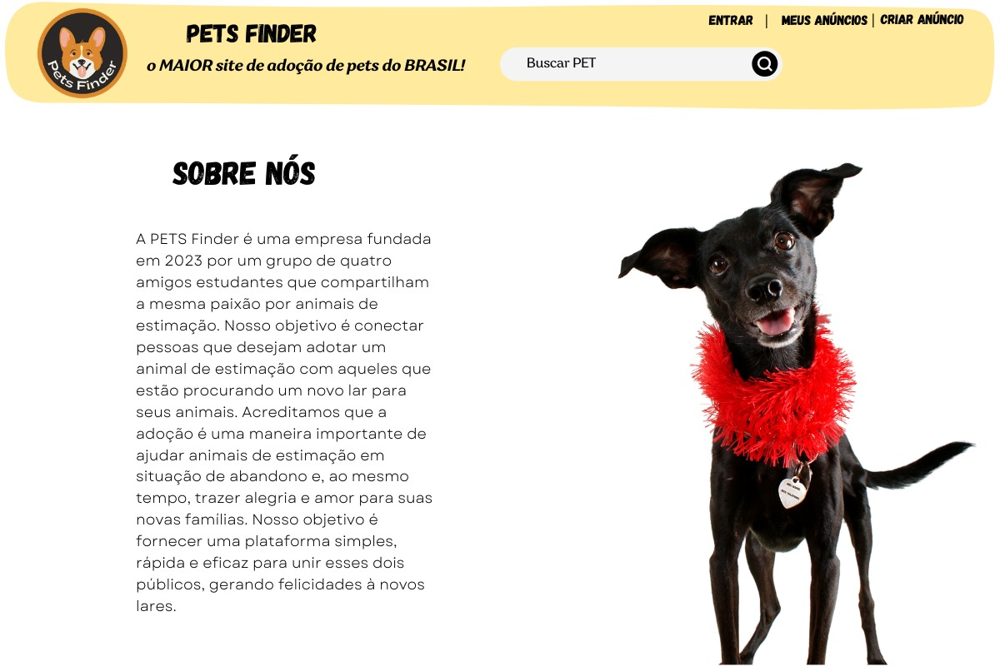 Pets Finder
PETS FINDER
o MAIOR site de adoção de pets do BRASIL!
ENTRAR | MEUS ANÚNCIOS | CRIAR ANÚNCIO
Buscar PET
SOBRE NÓS
A PETS Finder é uma empresa fundada
em 2023 por um grupo de quatro
amigos estudantes que compartilham
a mesma paixão por animais de
estimação. Nosso objetivo é conectar
pessoas que desejam adotar um
animal de estimação com aqueles que
estão procurando um novo lar para
seus animais. Acreditamos que a
adoção é uma maneira importante de
ajudar animais de estimação em
situação de abandono e, ao mesmo
tempo, trazer alegria e amor para suas
novas famílias. Nosso objetivo é
fornecer uma plataforma simples,
rápida e eficaz para unir esses dois
públicos, gerando felicidades à novos
lares.